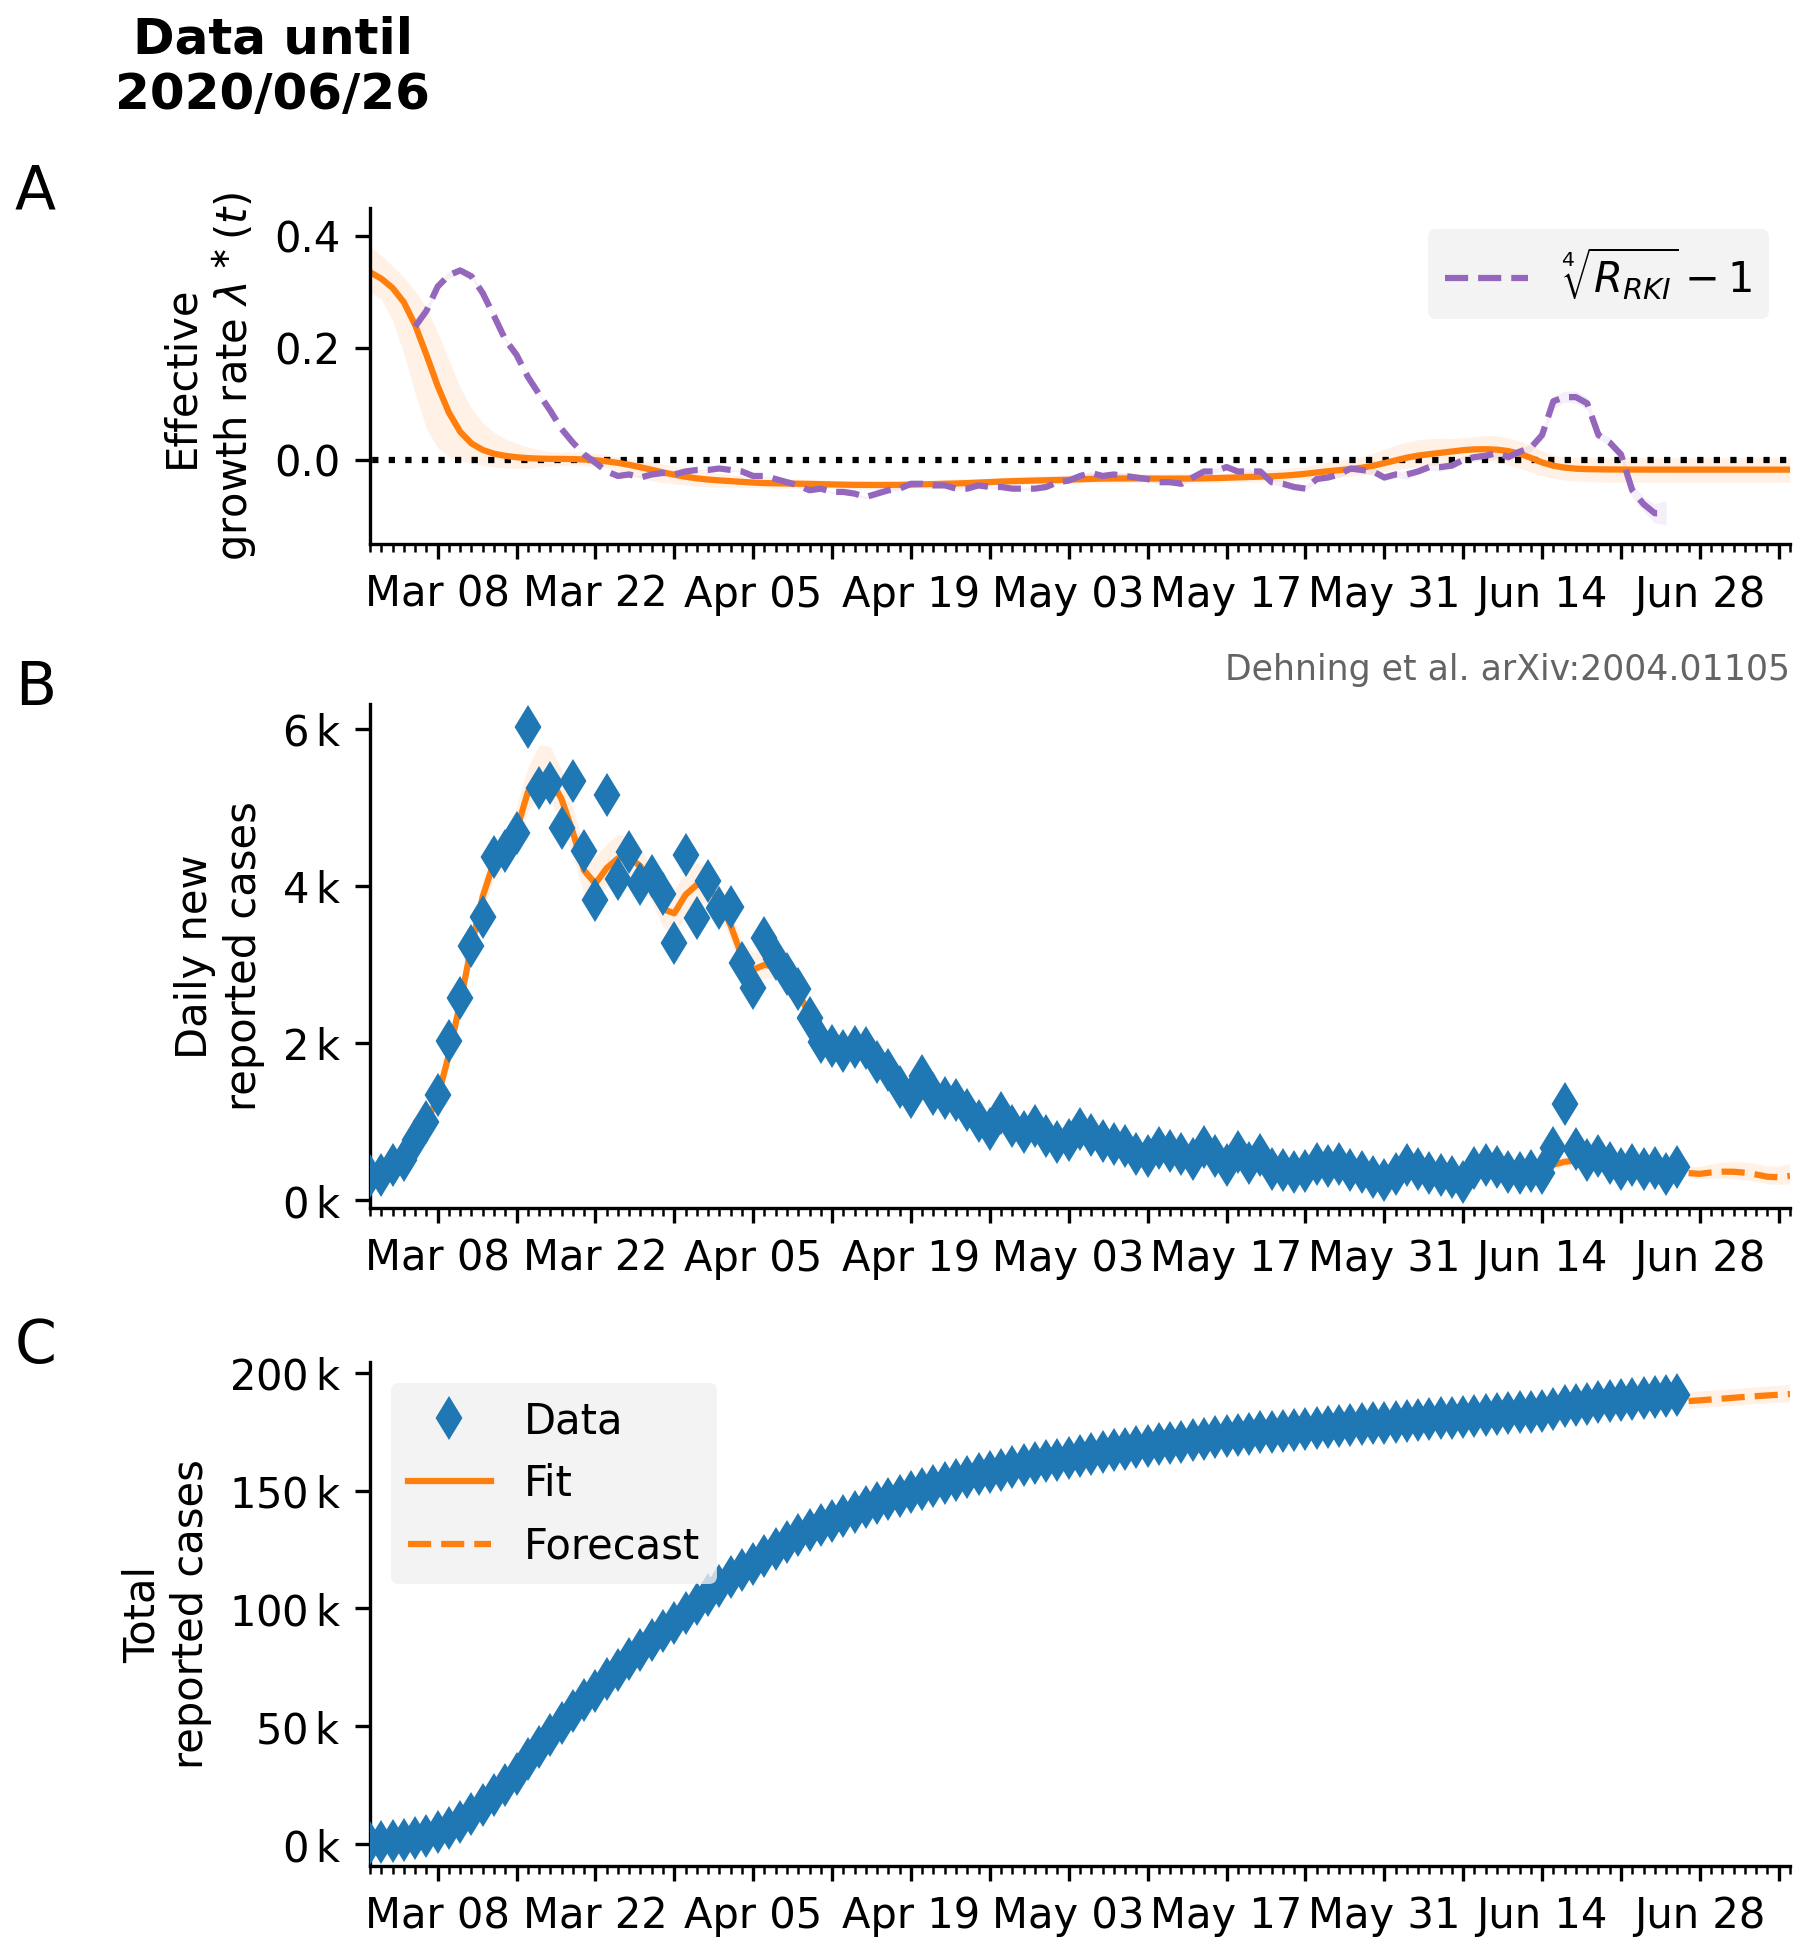 Data until
2020/06/26
A
Effective
growth rate λ * (t)
0.4
0.2
0.0
∜R_RKI − 1
Mar 08 Mar 22 Apr 05 Apr 19 May 03 May 17 May 31 Jun 14 Jun 28
B
Dehning et al. arXiv:2004.01105
Daily new
reported cases
6 k
4 k
2 k
0 k
Mar 08 Mar 22 Apr 05 Apr 19 May 03 May 17 May 31 Jun 14 Jun 28
C
Total
reported cases
200 k
150 k
100 k
50 k
0 k
Data
Fit
Forecast
Mar 08 Mar 22 Apr 05 Apr 19 May 03 May 17 May 31 Jun 14 Jun 28